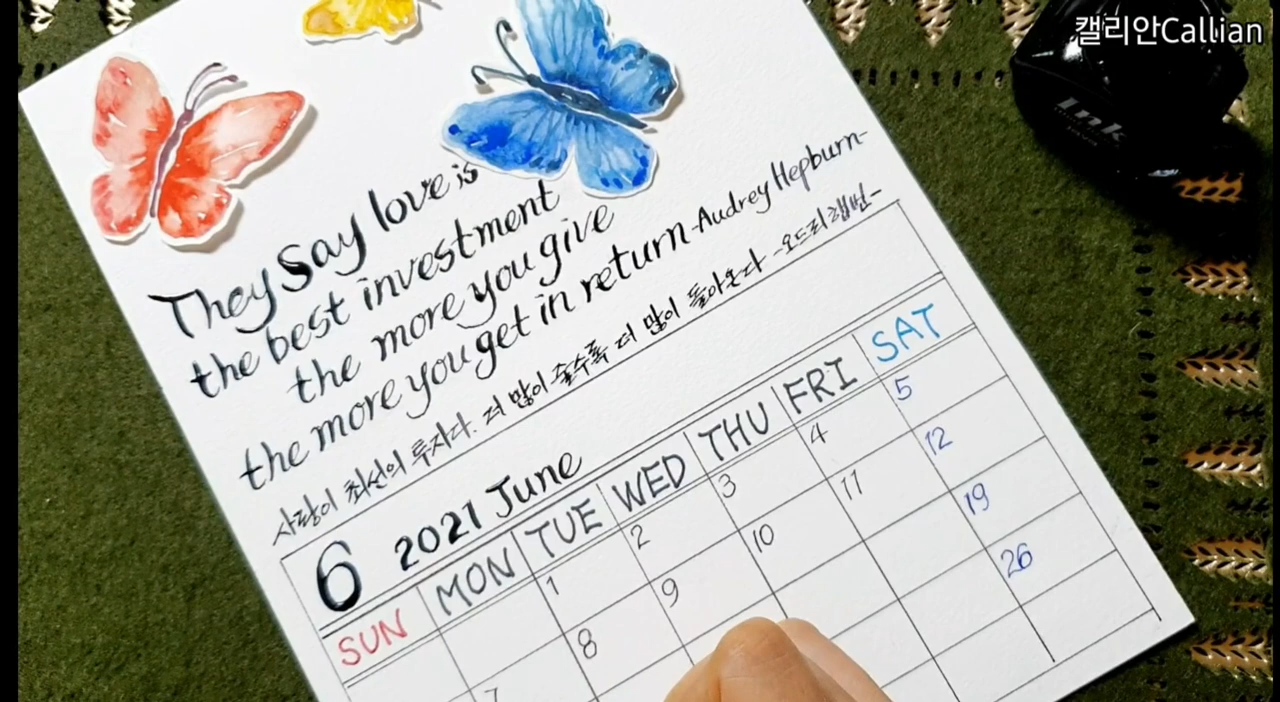 캘리안Callian
Ink
They Say love is
the best investment
the more you give
the more you get in return -Audrey Hepburn-
사랑이 최선의 투자다. 더 많이 줄수록 더 많이 돌아온다 -오드리 햅번-
6 2021 June
SUN MON TUE WED THU FRI SAT
1 2 3 4 5
7 8 9 10 11 12
19
26